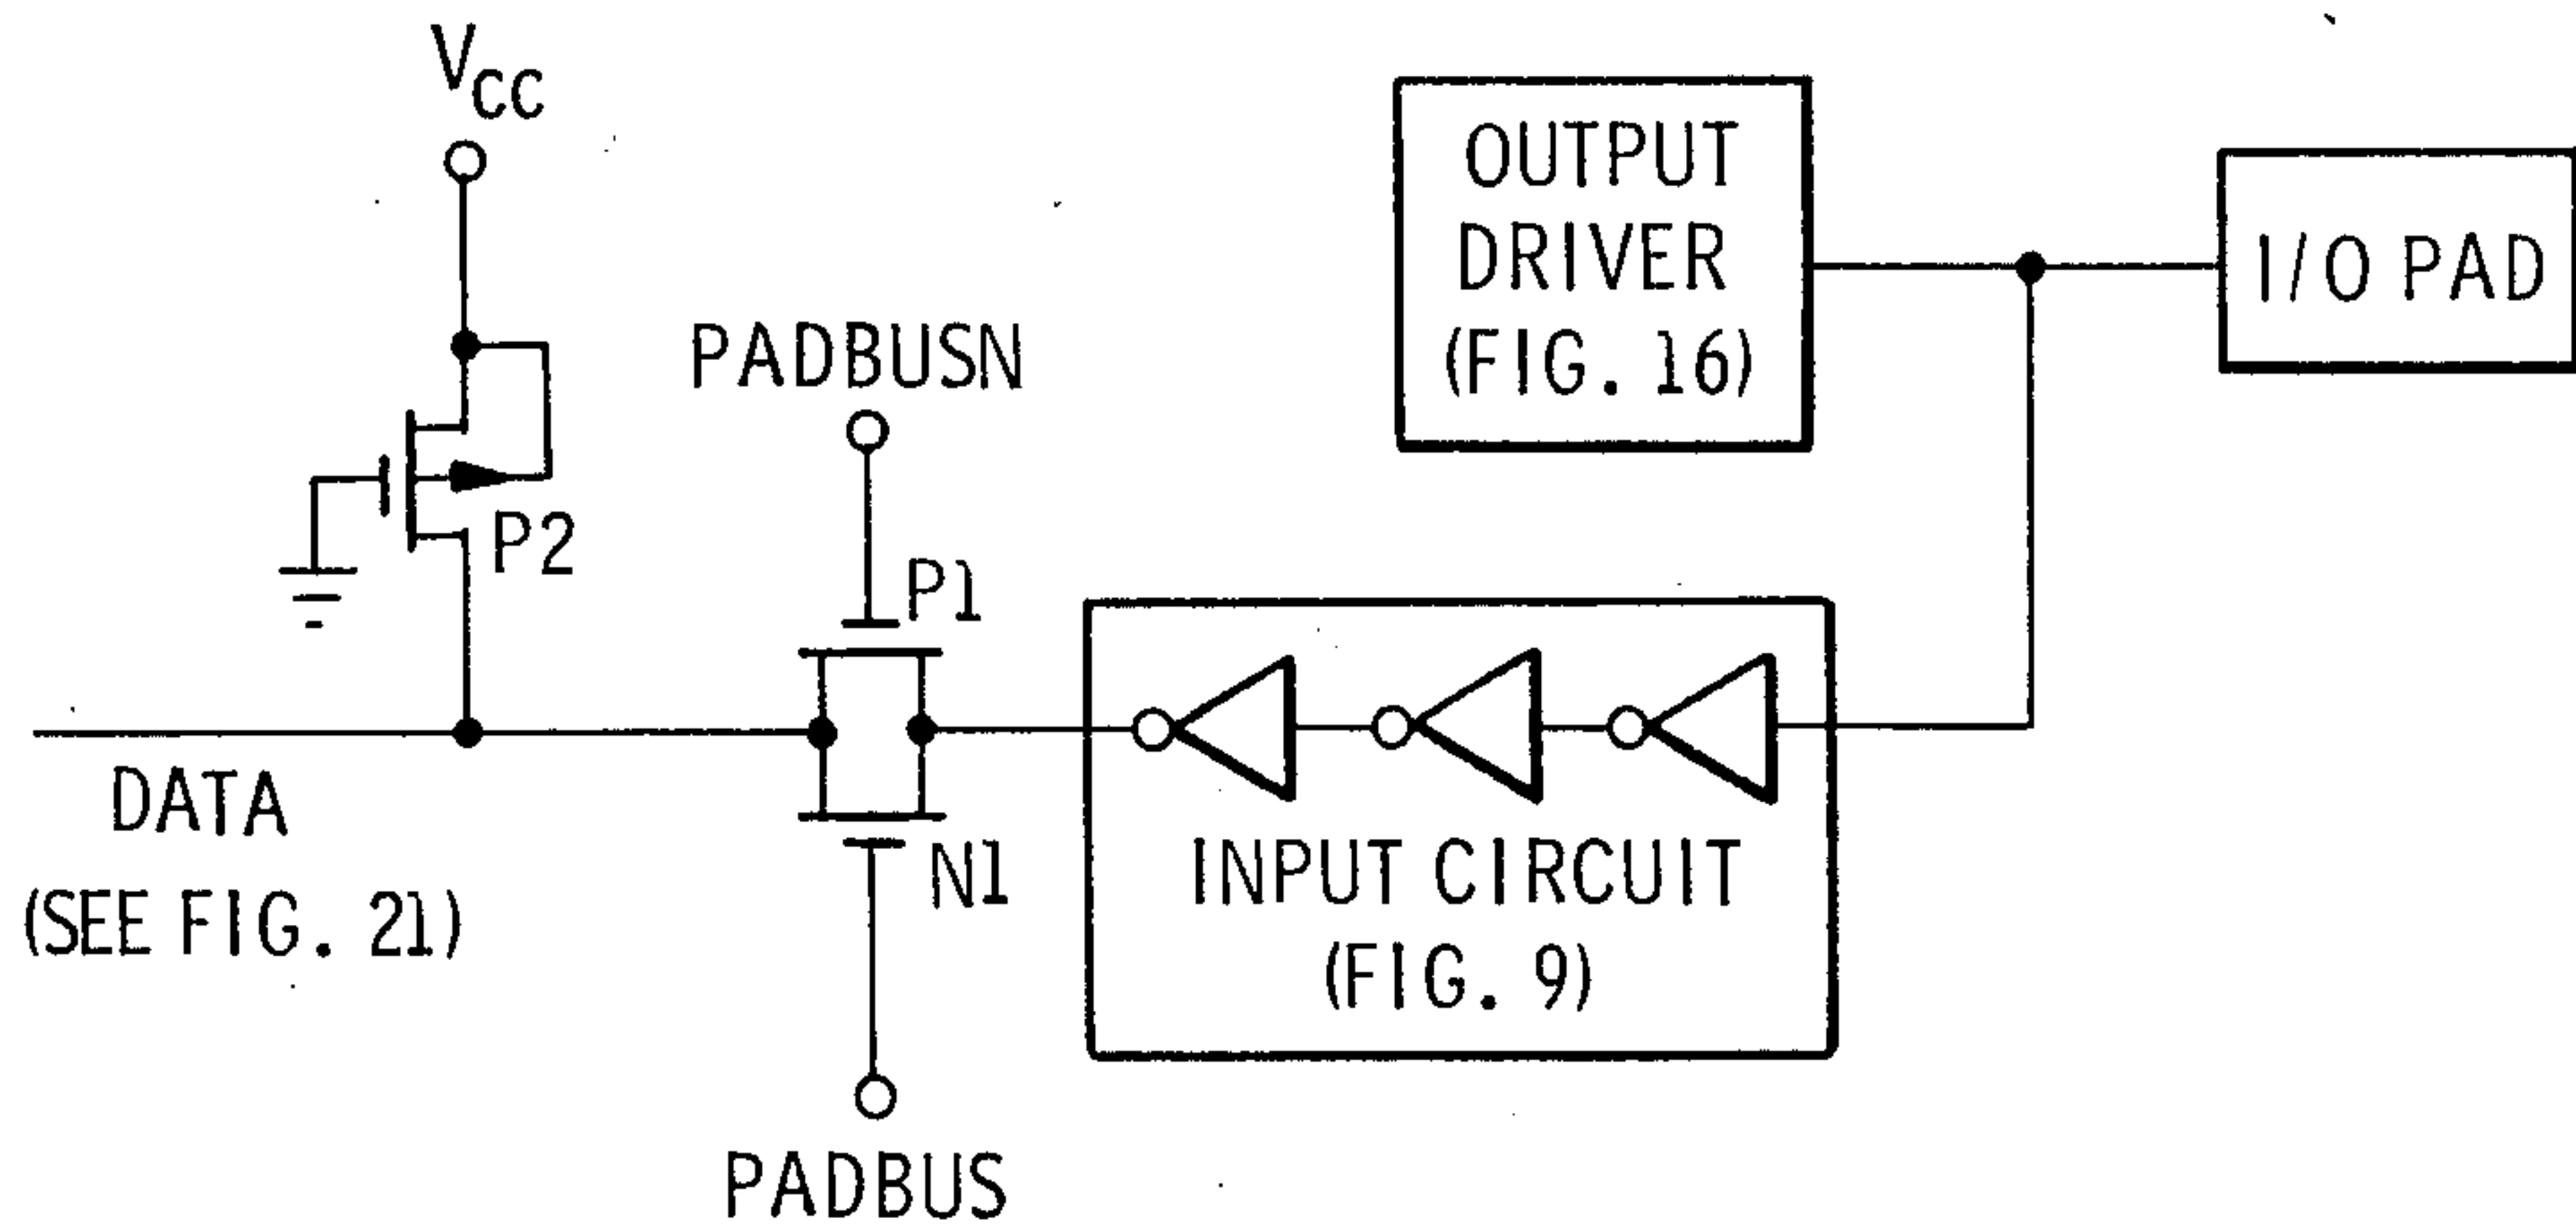 VCC
OUTPUT
DRIVER
(FIG. 16)
I/O PAD
PADBUSN
P2
P1
DATA
(SEE FIG. 21)
N1
INPUT CIRCUIT
(FIG. 9)
PADBUS